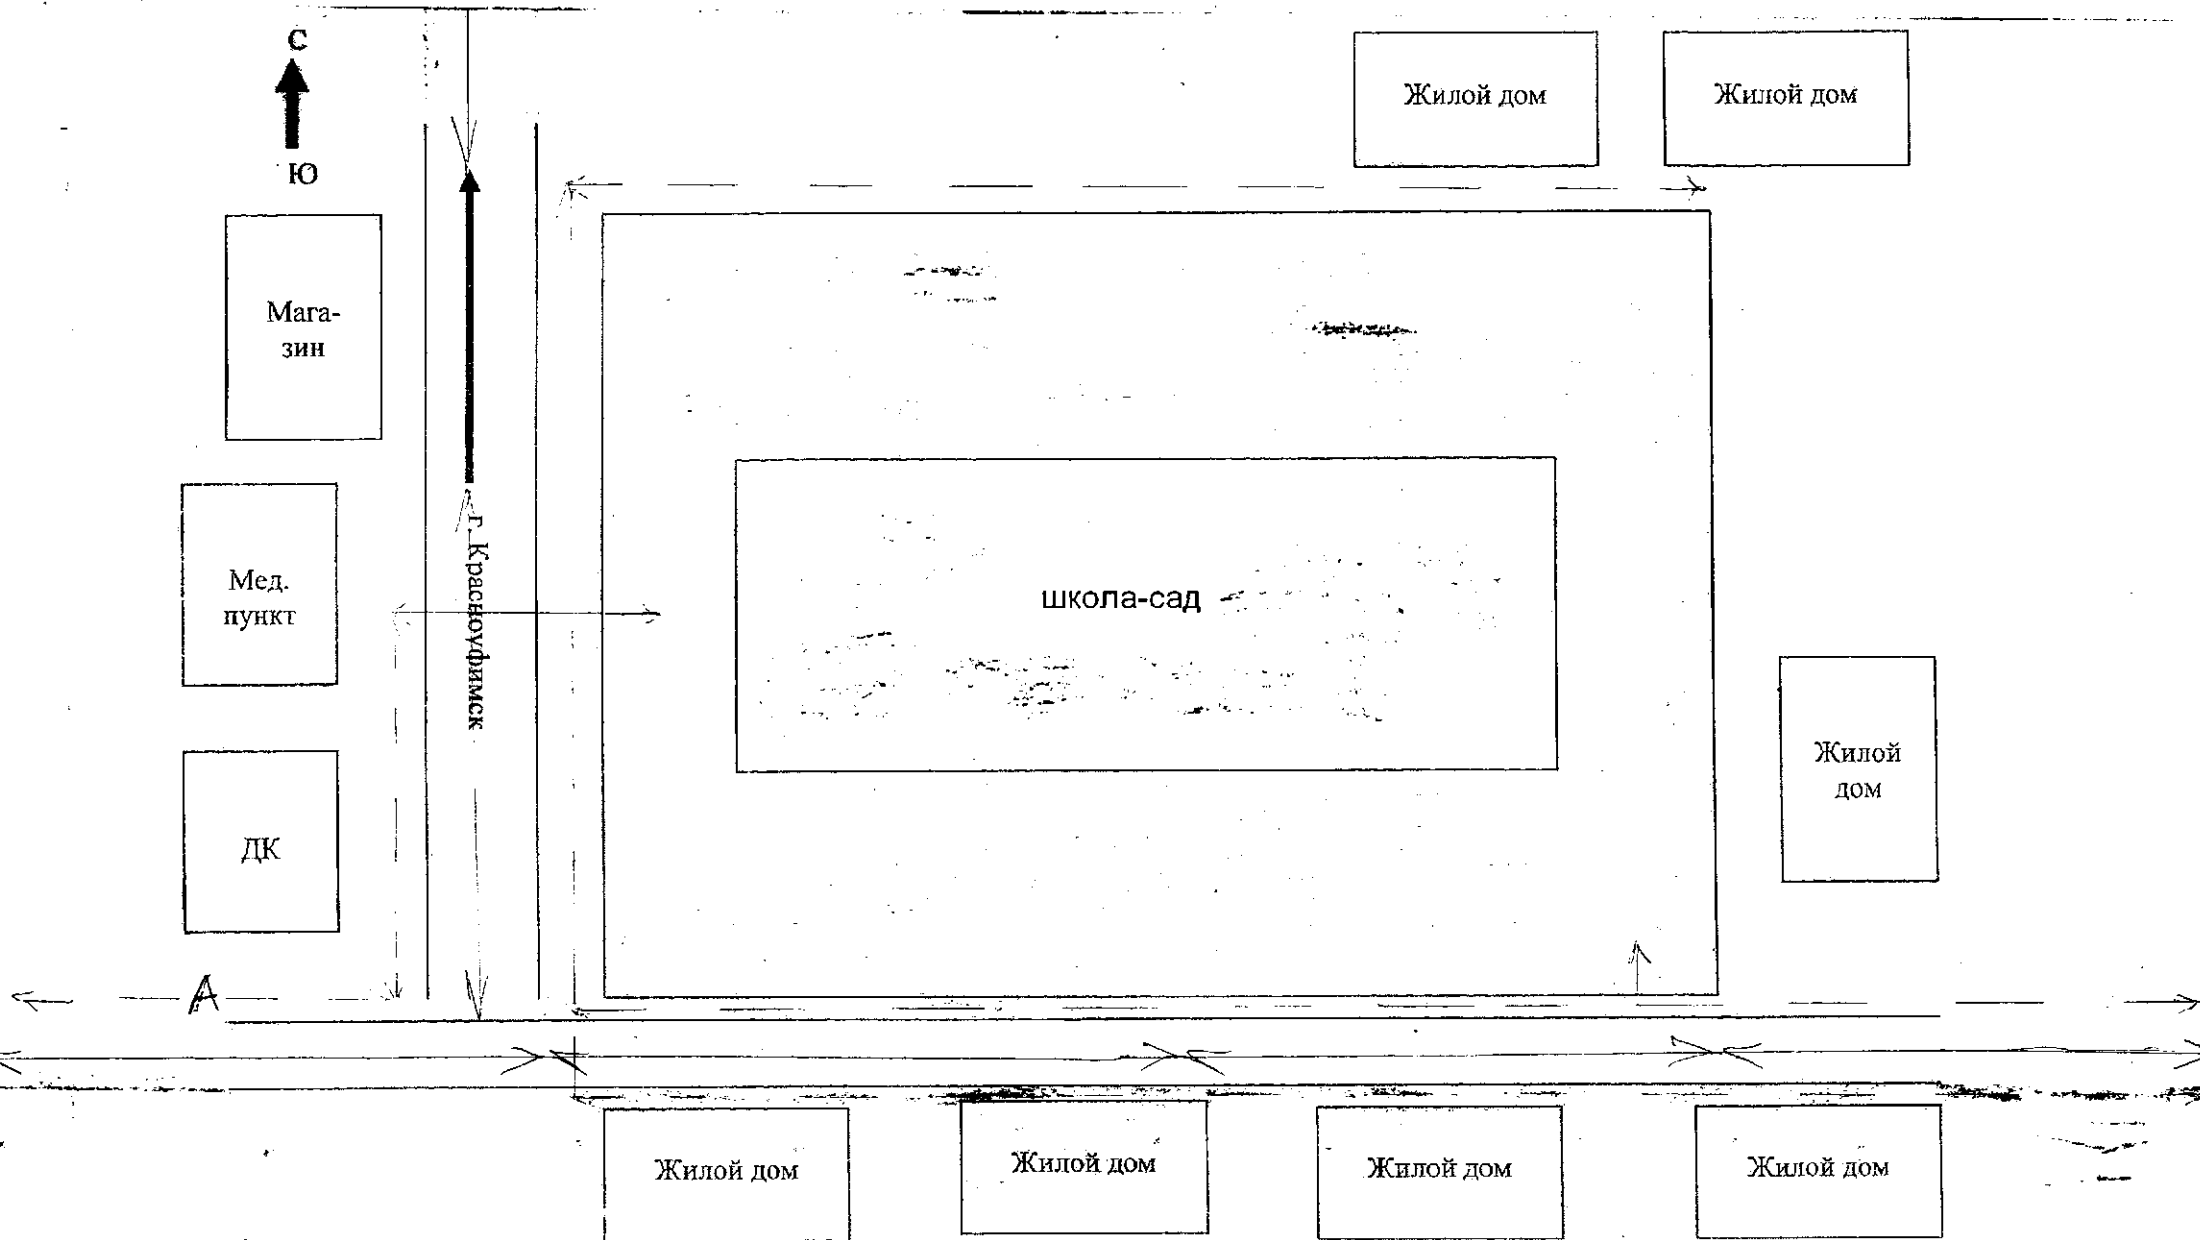 С
Ю
Жилой дом
Жилой дом
Мага-
зин
г. Красноуфимск
Мед.
пункт
школа-сад
Жилой
дом
ДК
А
Жилой дом
Жилой дом
Жилой дом
Жилой дом